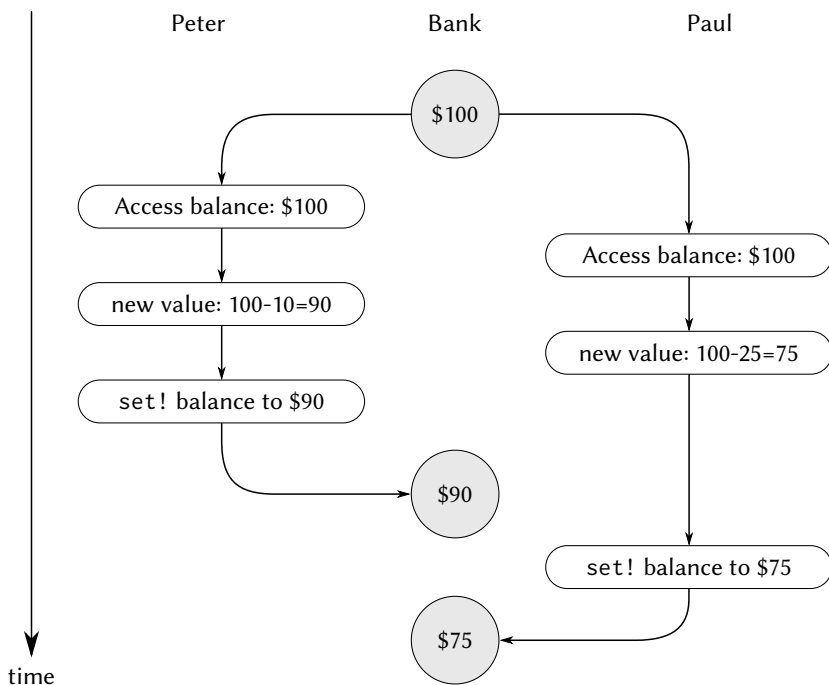 Peter Bank Paul
$100
Access balance: $100
Access balance: $100
new value: 100-10=90
new value: 100-25=75
set! balance to $90
$90
set! balance to $75
$75
time